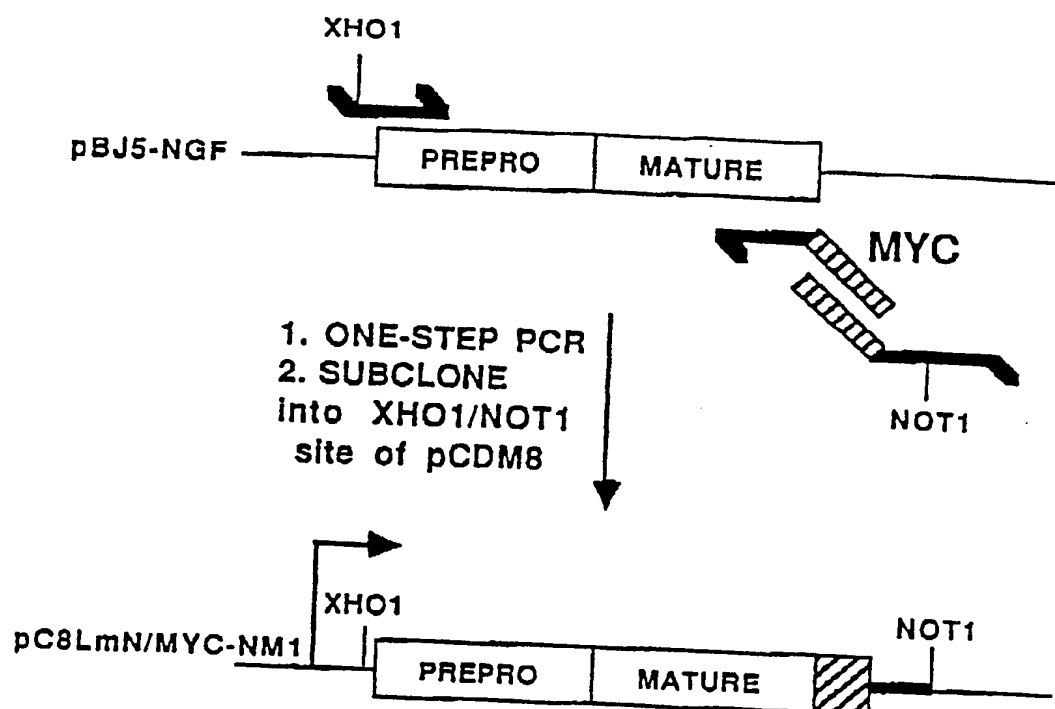 XHO1
pBJ5-NGF
PREPRO
MATURE
MYC
1. ONE-STEP PCR
2. SUBCLONE
into XHO1/NOT1
site of pCDM8
NOT1
XHO1
NOT1
pC8LmN/MYC-NM1
PREPRO
MATURE